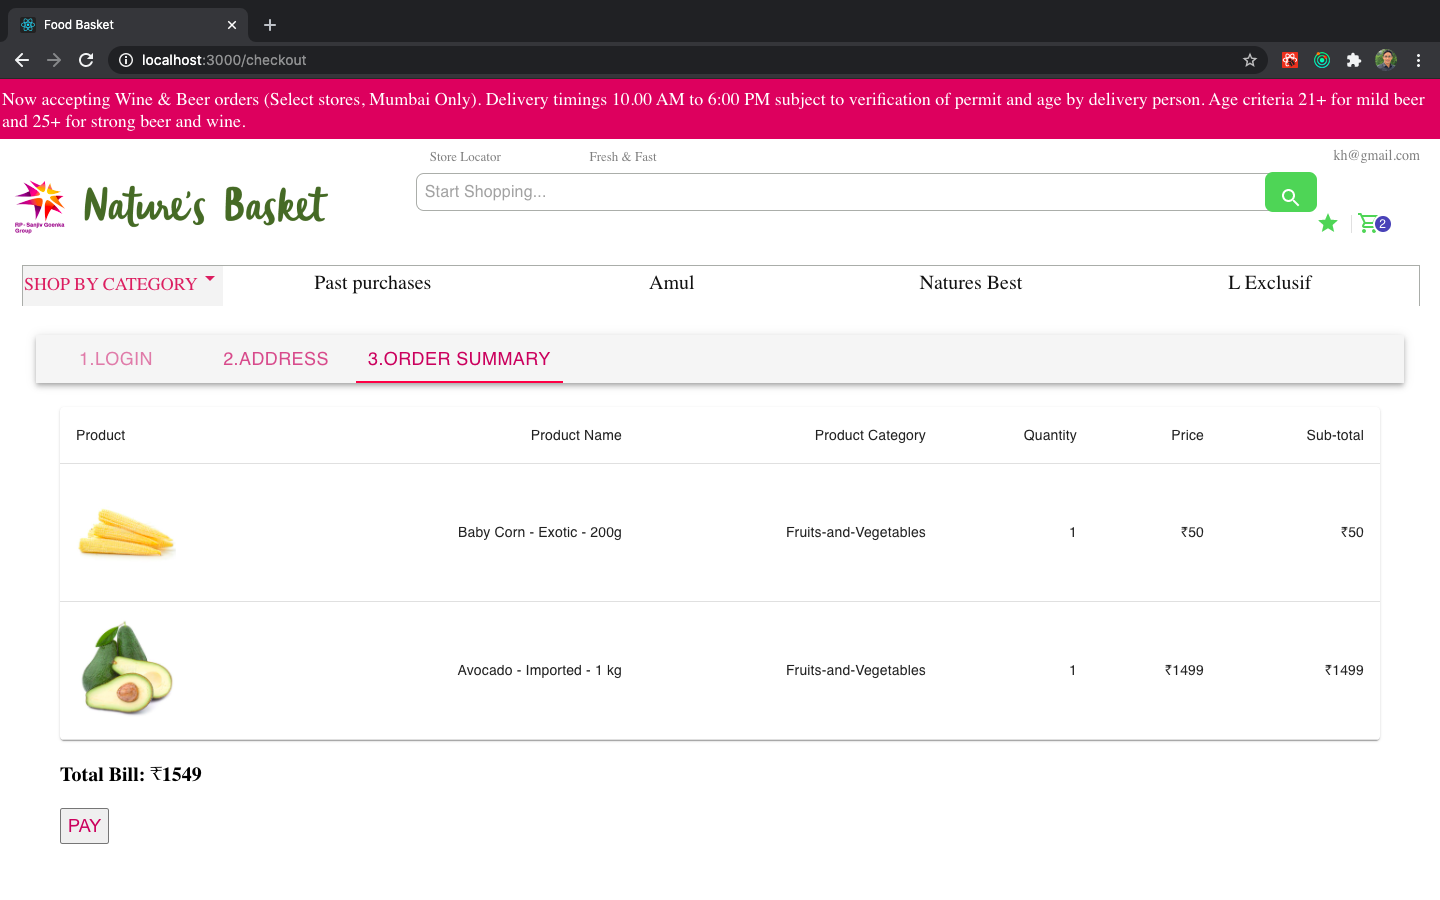 Food Basket
localhost:3000/checkout
Now accepting Wine & Beer orders (Select stores, Mumbai Only). Delivery timings 10.00 AM to 6:00 PM subject to verification of permit and age by delivery person. Age criteria 21+ for mild beer
and 25+ for strong beer and wine.
Store Locator Fresh & Fast kh@gmail.com
Start Shopping...
Nature's Basket
RP-Sanjiv Goenka
Group
2
SHOP BY CATEGORY Past purchases Amul Natures Best L Exclusif
1.LOGIN 2.ADDRESS 3.ORDER SUMMARY
Product Product Name Product Category Quantity Price Sub-total
Baby Corn - Exotic - 200g Fruits-and-Vegetables 1 ₹50 ₹50
Avocado - Imported - 1 kg Fruits-and-Vegetables 1 ₹1499 ₹1499
Total Bill: ₹1549
PAY